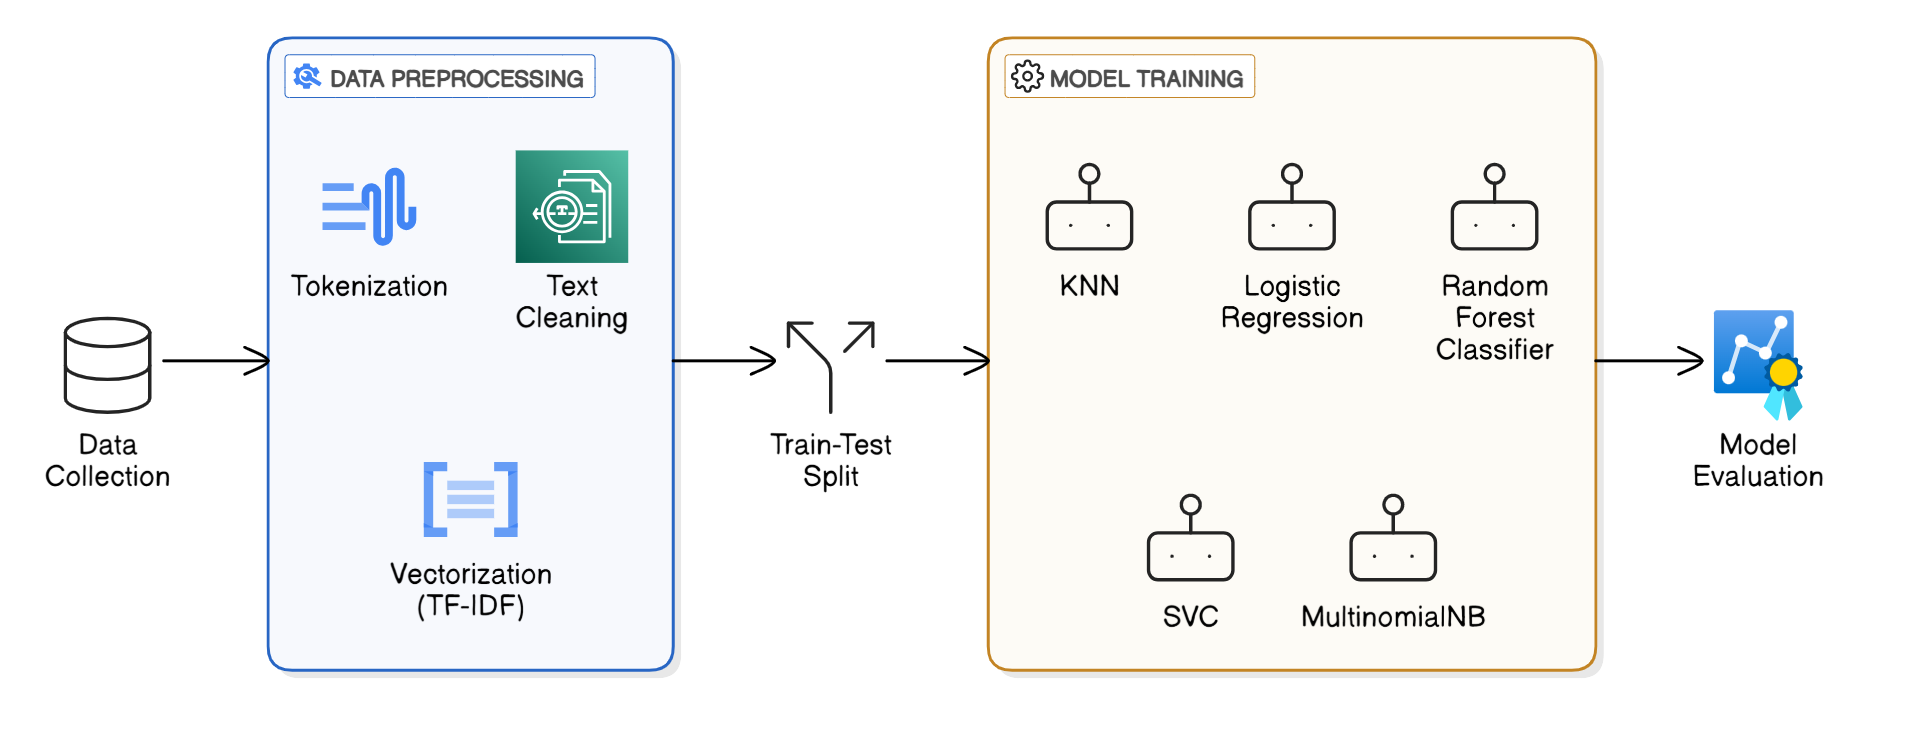 Data
Collection
DATA PREPROCESSING
Tokenization
Text
Cleaning
Vectorization
(TF-IDF)
Train-Test
Split
MODEL TRAINING
KNN
Logistic
Regression
Random
Forest
Classifier
SVC
MultinomialNB
Model
Evaluation